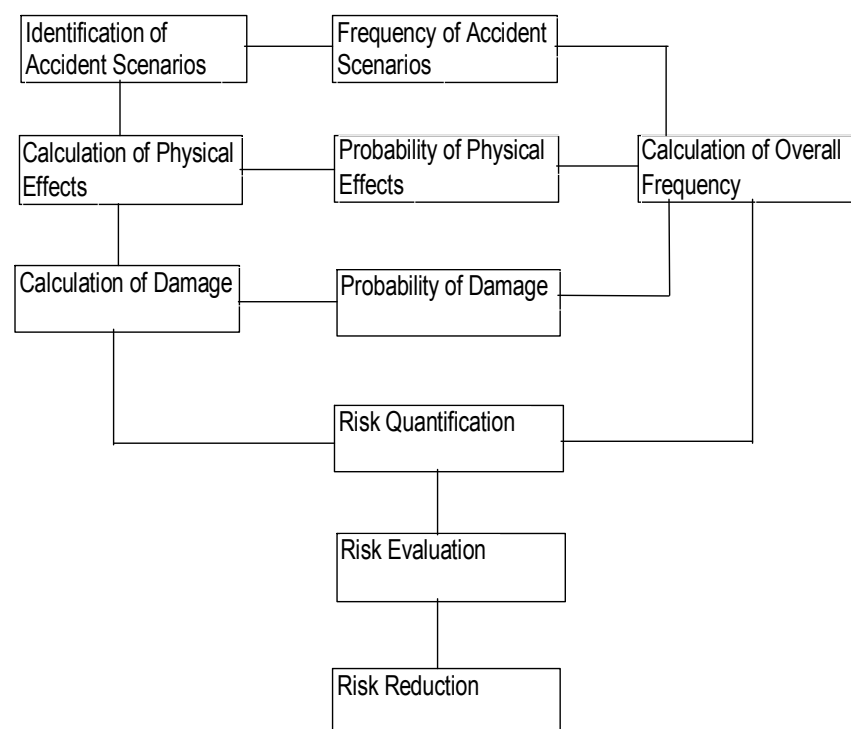 Identification of
Accident Scenarios
Frequency of Accident
Scenarios
Calculation of Physical
Effects
Probability of Physical
Effects
Calculation of Overall
Frequency
Calculation of Damage
Probability of Damage
Risk Quantification
Risk Evaluation
Risk Reduction